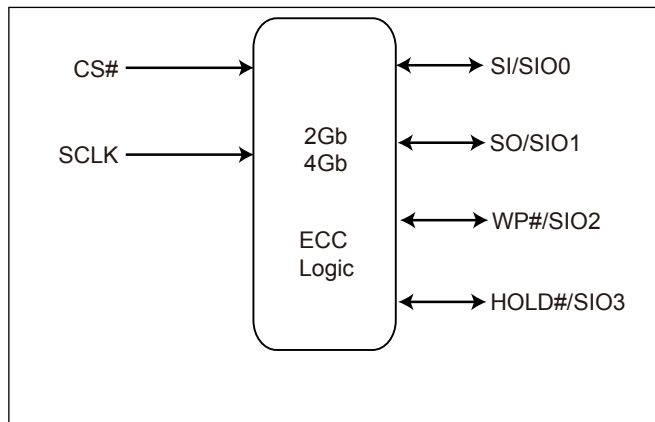 CS#
SCLK
2Gb
4Gb
ECC
Logic
SI/SIO0
SO/SIO1
WP#/SIO2
HOLD#/SIO3